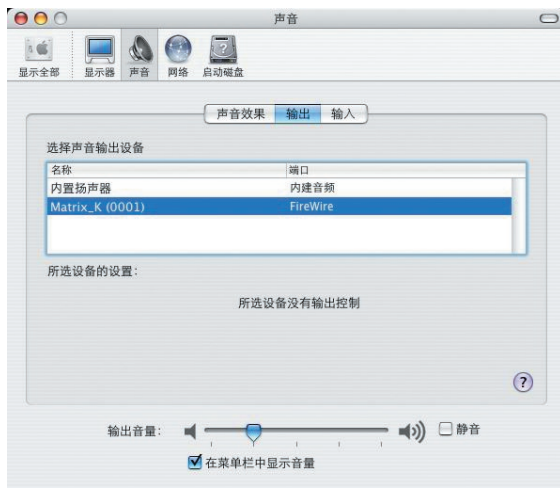 声音
显示全部 显示器 声音 网络 启动磁盘
声音效果 输出 输入
选择声音输出设备
名称 端口
内置扬声器 内建音频
Matrix_K (0001) FireWire
所选设备的设置:
所选设备没有输出控制
?
输出音量: 静音
在菜单栏中显示音量